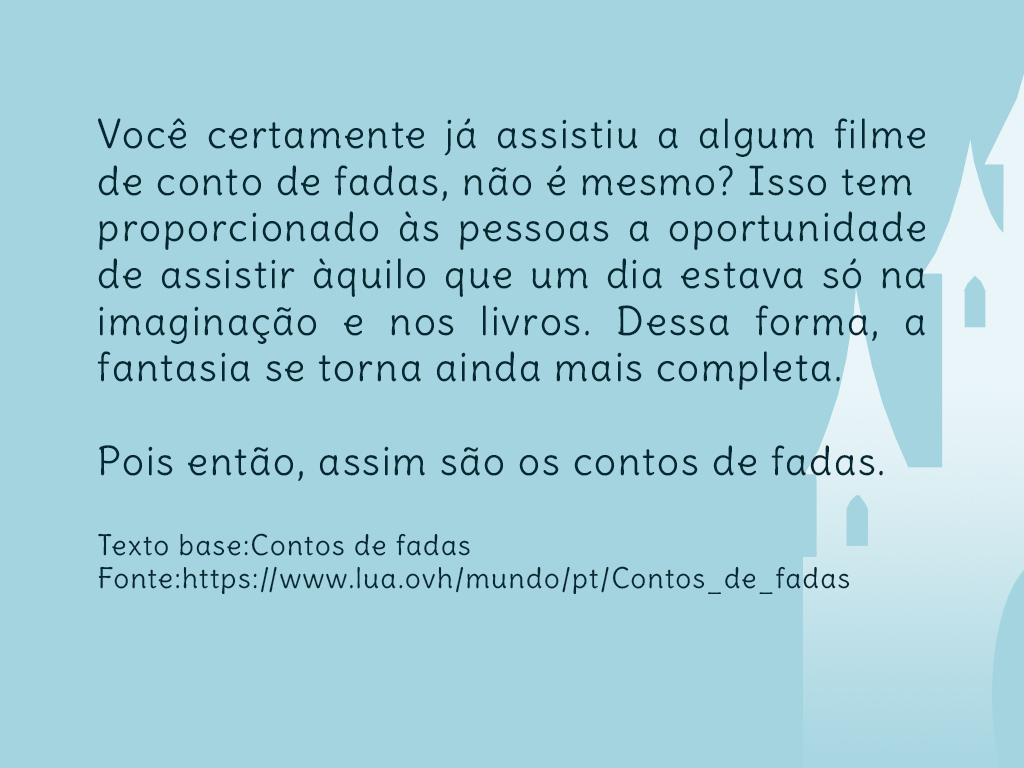 Você certamente já assistiu a algum filme
de conto de fadas, não é mesmo? Isso tem
proporcionado às pessoas a oportunidade
de assistir àquilo que um dia estava só na
imaginação e nos livros. Dessa forma, a
fantasia se torna ainda mais completa.
Pois então, assim são os contos de fadas.
Texto base:Contos de fadas
Fonte:https://www.lua.ovh/mundo/pt/Contos_de_fadas